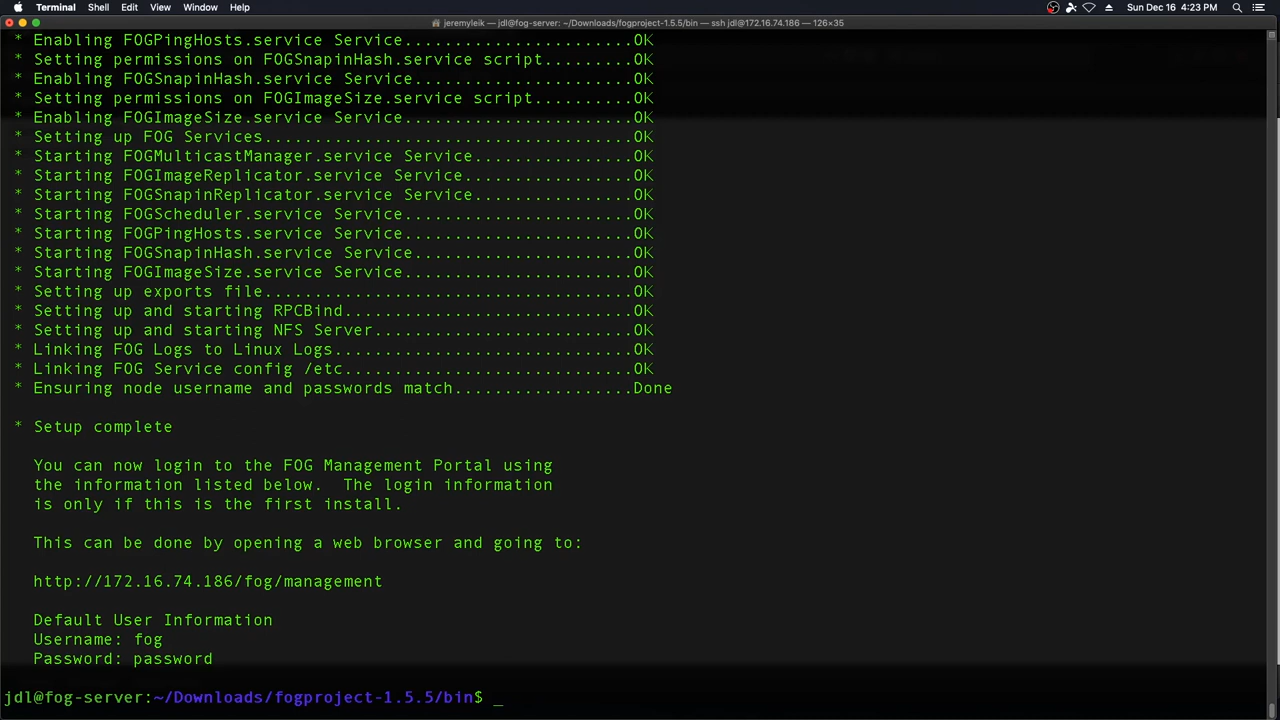 Terminal Shell Edit View Window Help Sun Dec 16 4:23 PM
jeremyleik — jdl@fog-server: ~/Downloads/fogproject-1.5.5/bin — ssh jdl@172.16.74.186 — 126×35
* Enabling FOGPingHosts.service Service.......................OK
* Setting permissions on FOGSnapinHash.service script.........OK
* Enabling FOGSnapinHash.service Service......................OK
* Setting permissions on FOGImageSize.service script..........OK
* Enabling FOGImageSize.service Service.......................OK
* Setting up FOG Services.....................................OK
* Starting FOGMulticastManager.service Service................OK
* Starting FOGImageReplicator.service Service.................OK
* Starting FOGSnapinReplicator.service Service................OK
* Starting FOGScheduler.service Service.......................OK
* Starting FOGPingHosts.service Service.......................OK
* Starting FOGSnapinHash.service Service......................OK
* Starting FOGImageSize.service Service.......................OK
* Setting up exports file.....................................OK
* Setting up and starting RPCBind.............................OK
* Setting up and starting NFS Server..........................OK
* Linking FOG Logs to Linux Logs..............................OK
* Linking FOG Service config /etc.............................OK
* Ensuring node username and passwords match..................Done
* Setup complete
You can now login to the FOG Management Portal using
the information listed below.  The login information
is only if this is the first install.
This can be done by opening a web browser and going to:
http://172.16.74.186/fog/management
Default User Information
Username: fog
Password: password
jdl@fog-server:~/Downloads/fogproject-1.5.5/bin$ _